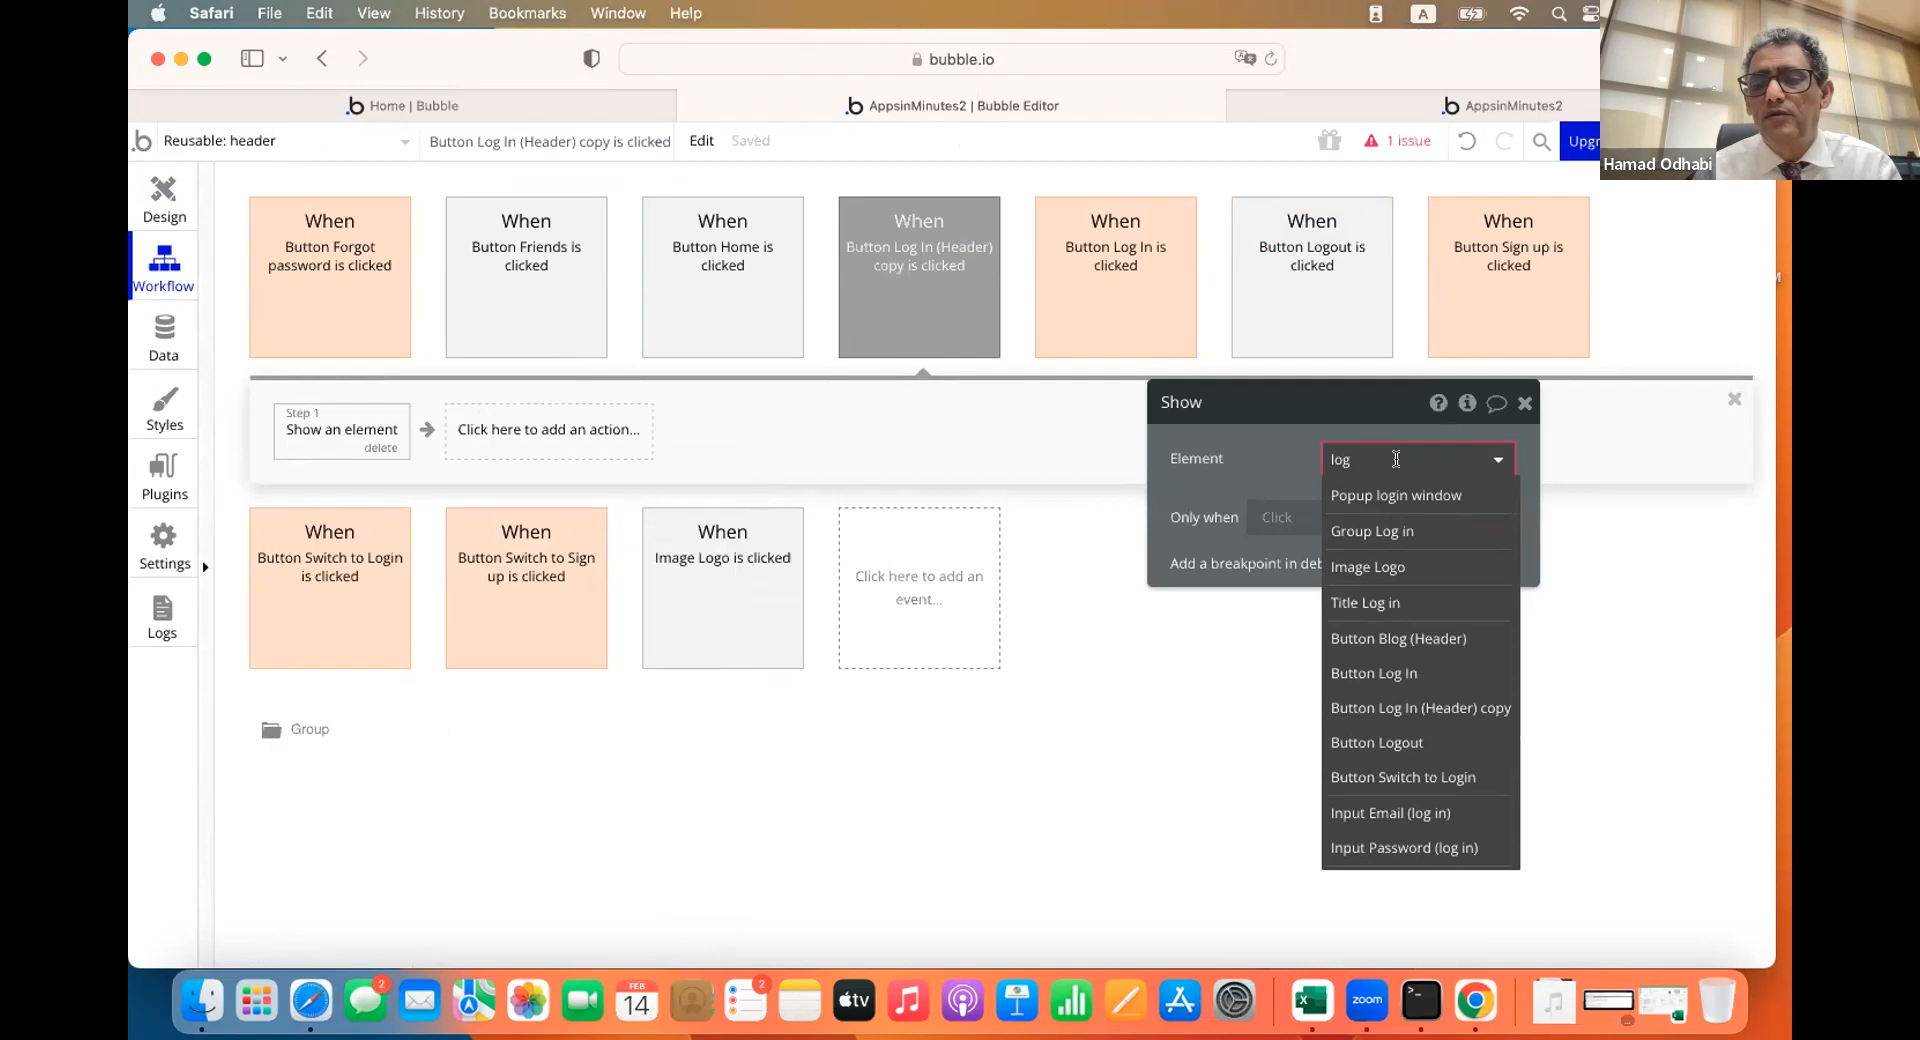 Safari File Edit View History Bookmarks Window Help
A
bubble.io
Home | Bubble
AppsinMinutes2 | Bubble Editor
AppsinMinutes2
Reusable: header
Button Log In (Header) copy is clicked
Edit
Saved
1 issue
Upgr
Hamad Odhabi
Design
Workflow
Data
Styles
Plugins
Settings
Logs
When
Button Forgot
password is clicked
When
Button Friends is
clicked
When
Button Home is
clicked
When
Button Log In (Header)
copy is clicked
When
Button Log In is
clicked
When
Button Logout is
clicked
When
Button Sign up is
clicked
Step 1
Show an element
delete
Click here to add an action...
Show
Element
log
Only when
Click
Add a breakpoint in deb
Popup login window
Group Log in
Image Logo
Title Log in
Button Blog (Header)
Button Log In
Button Log In (Header) copy
Button Logout
Button Switch to Login
Input Email (log in)
Input Password (log in)
When
Button Switch to Login
is clicked
When
Button Switch to Sign
up is clicked
When
Image Logo is clicked
Click here to add an
event...
Group
2
FEB
14
2
tv
X
zoom